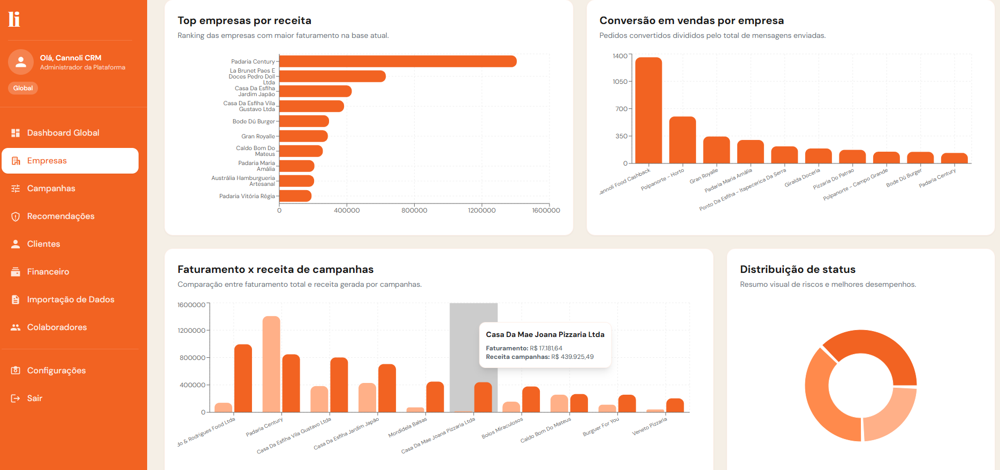 li
Olá, Cannoli CRM
Administrador da Plataforma
Global
Dashboard Global
Empresas
Campanhas
Recomendações
Clientes
Financeiro
Importação de Dados
Colaboradores
Configurações
Sair
Top empresas por receita
Ranking das empresas com maior faturamento na base atual.
Padaria Century
La Brunet Paes E
Doces Pedro Doll
Ltda
Casa Da Esfiha
Jardim Japão
Casa Da Esfiha Vila
Gustavo Ltda
Bode Dú Burger
Gran Royalle
Caldo Bom Do
Mateus
Padaria Maria
Amália
Austrália Hamburgueria
Artesanal
Padaria Vitória Régia
0 400000 800000 1200000 1600000
Conversão em vendas por empresa
Pedidos convertidos divididos pelo total de mensagens enviadas.
1400
1050
700
350
0
annoli Food Cashback
Polpanorte - Horto
Gran Royalle
Padaria Maria Amália
Ponto Da Esfiha - Itapecerica Da Serra
Giralda Doceria
Pizzaria Do Patrao
Polpanorte - Campo Grande
Bode Dú Burger
Padaria Century
Faturamento x receita de campanhas
Comparação entre faturamento total e receita gerada por campanhas.
1600000
1200000
800000
400000
0
do & Rodrigues Food Ltda
Padaria Century
Casa Da Esfiha Vila Gustavo Ltda
Casa Da Esfiha Jardim Japão
Mordidela Balsas
Casa Da Mae Joana Pizzaria Ltda
Bolos Miraculosos
Caldo Bom Do Mateus
Burguer For You
Veneto Pizzaria
Casa Da Mae Joana Pizzaria Ltda
Faturamento: R$ 17.181,64
Receita campanhas: R$ 439.925,49
Distribuição de status
Resumo visual de riscos e melhores desempenhos.